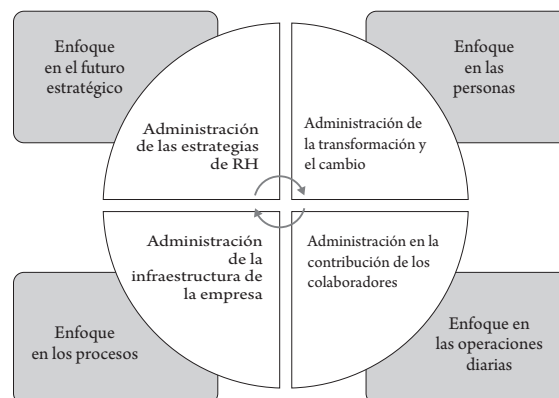 Enfoque
en el futuro
estratégico
Enfoque
en las
personas
Administración
de las estrategias
de RH
Administración de
la transformación y
el cambio
Administración
de la
infraestructura de
la empresa
Administración en la
contribución de los
colaboradores
Enfoque
en los procesos
Enfoque en
las operaciones
diarias